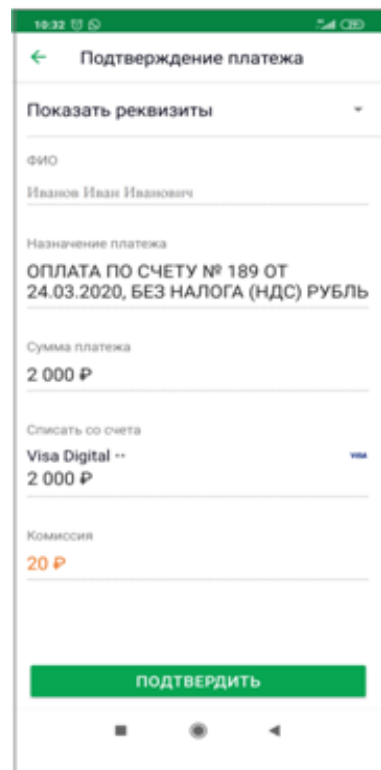 10:32
Подтверждение платежа
Показать реквизиты
ФИО
Иванов Иван Иванович
Назначение платежа
ОПЛАТА ПО СЧЕТУ № 189 ОТ
24.03.2020, БЕЗ НАЛОГА (НДС) РУБЛЬ
Сумма платежа
2 000 ₽
Списать со счета
Visa Digital ··
VISA
2 000 ₽
Комиссия
20 ₽
ПОДТВЕРДИТЬ